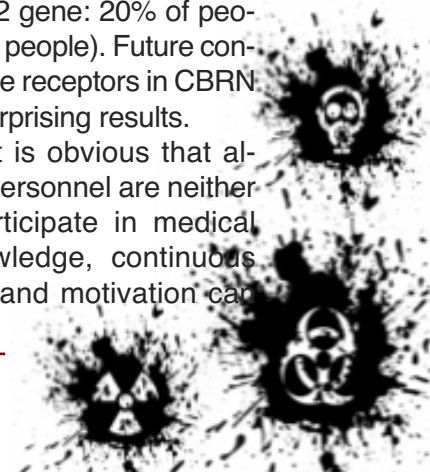 2 gene: 20% of peo-
people). Future con-
e receptors in CBRN
rprising results.
t is obvious that al-
ersonnel are neither
rticipate in medical
wledge, continuous
and motivation can